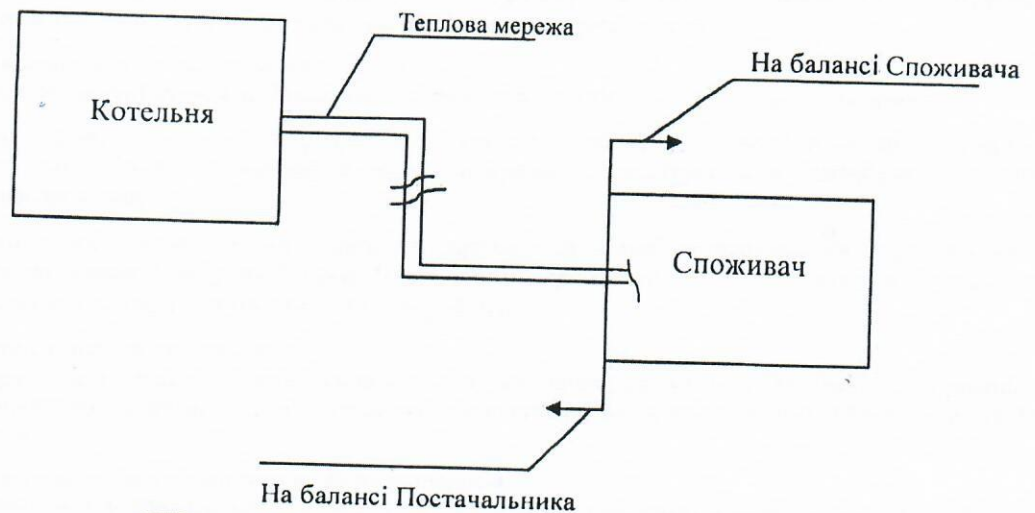 Теплова мережа
На балансі Споживача
Котельня
Споживач
На балансі Постачальника